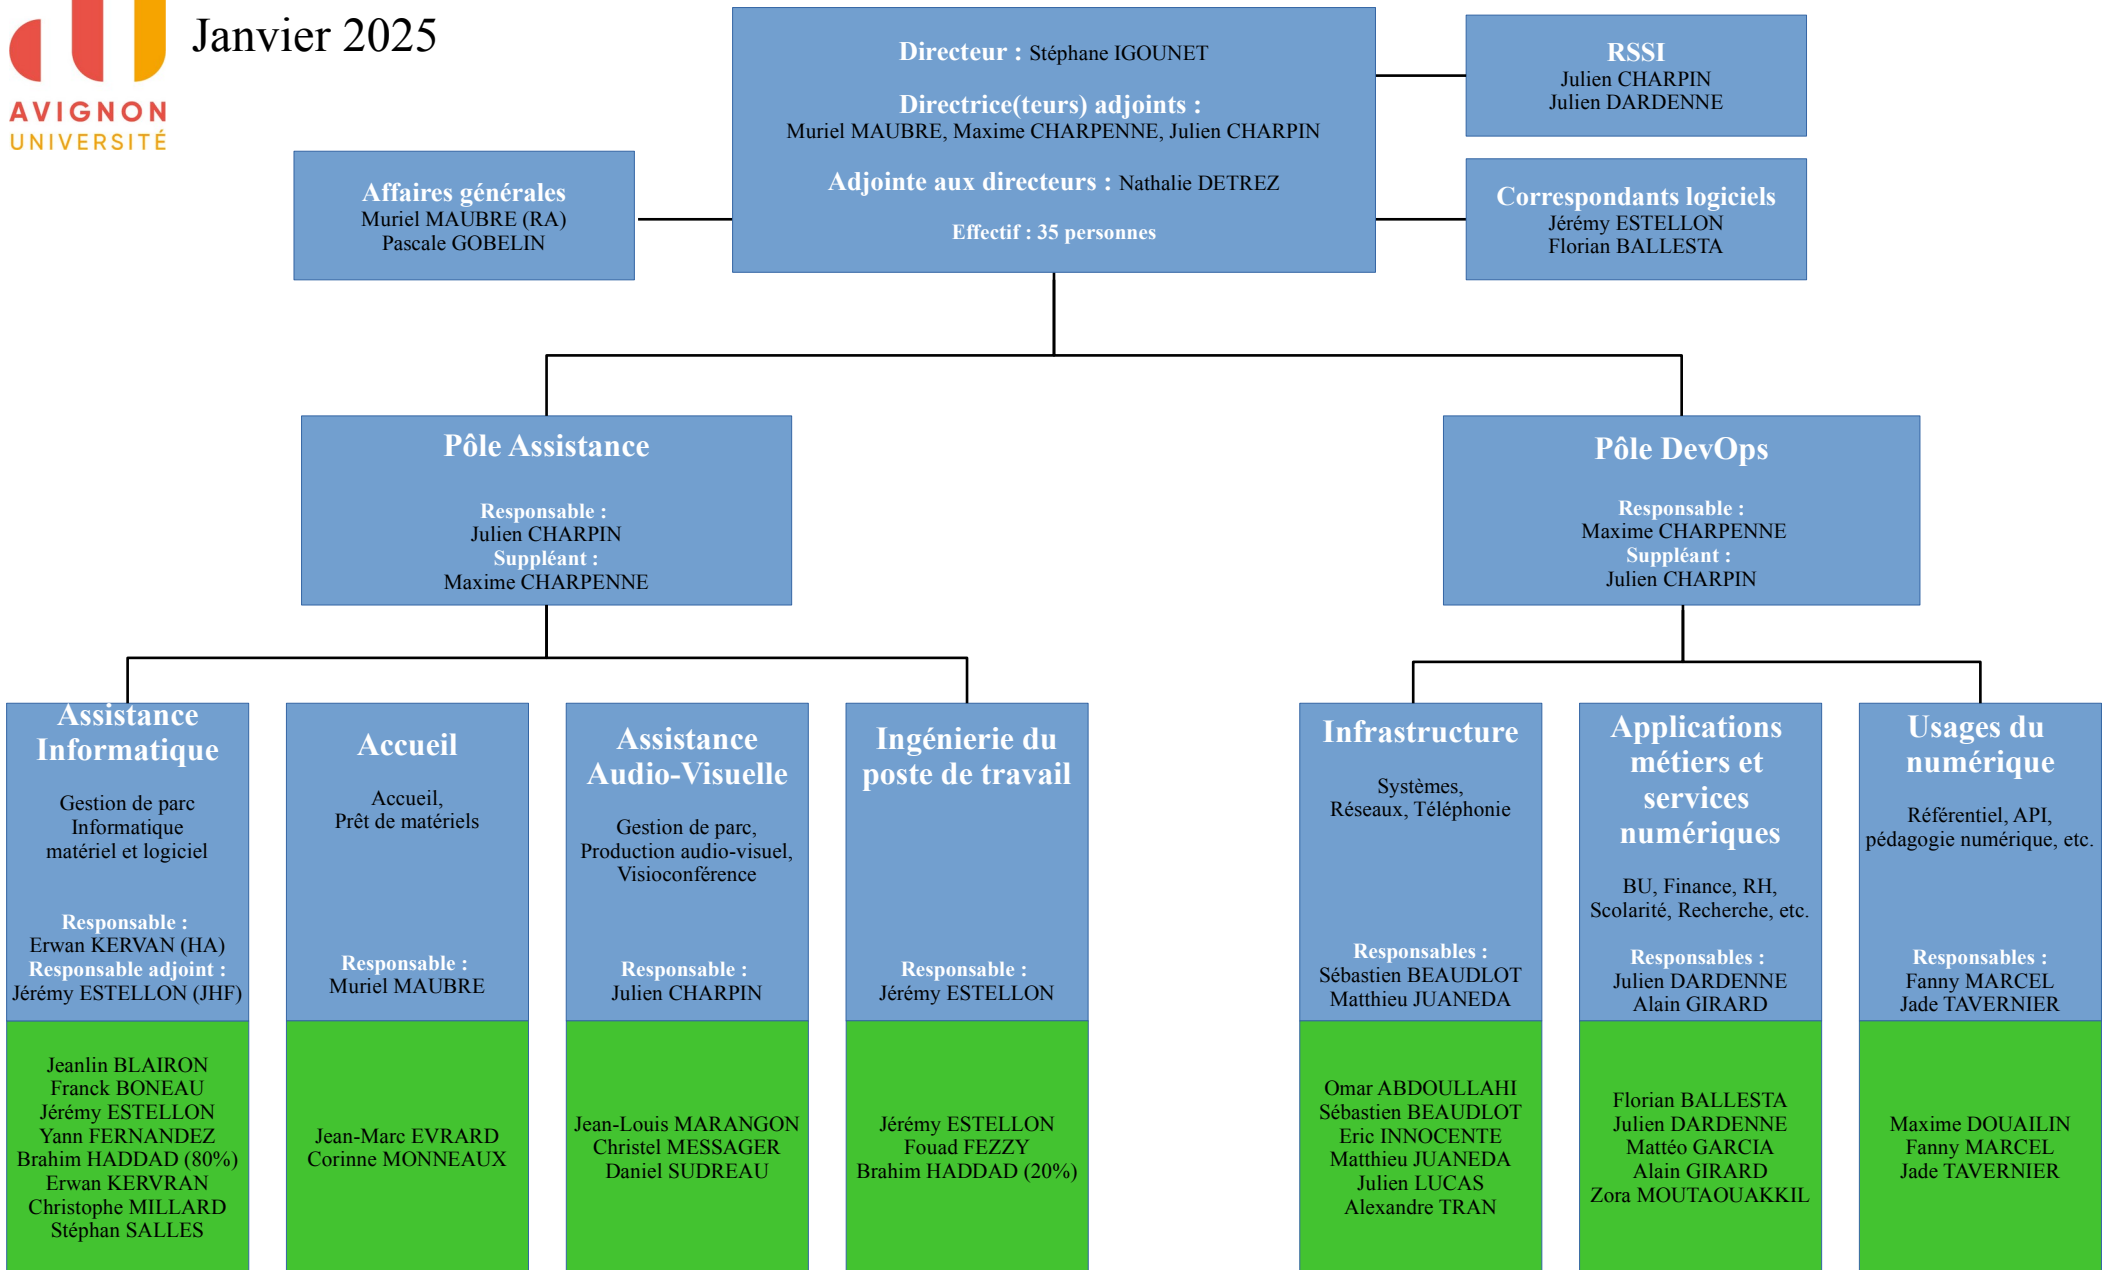 Janvier 2025
AVIGNON
UNIVERSITÉ
Directeur : Stéphane IGOUNET
Directrice(teurs) adjoints :
Muriel MAUBRE, Maxime CHARPENNE, Julien CHARPIN
Adjointe aux directeurs : Nathalie DETREZ
Effectif : 35 personnes
RSSI
Julien CHARPIN
Julien DARDENNE
Affaires générales
Muriel MAUBRE (RA)
Pascale GOBELIN
Correspondants logiciels
Jérémy ESTELLON
Florian BALLESTA
Pôle Assistance
Responsable :
Julien CHARPIN
Suppléant :
Maxime CHARPENNE
Pôle DevOps
Responsable :
Maxime CHARPENNE
Suppléant :
Julien CHARPIN
Assistance
Informatique
Gestion de parc
Informatique
matériel et logiciel
Responsable :
Erwan KERVAN (HA)
Responsable adjoint :
Jérémy ESTELLON (JHF)
Jeanlin BLAIRON
Franck BONEAU
Jérémy ESTELLON
Yann FERNANDEZ
Brahim HADDAD (80%)
Erwan KERVRAN
Christophe MILLARD
Stéphan SALLES
Accueil
Accueil,
Prêt de matériels
Responsable :
Muriel MAUBRE
Jean-Marc EVRARD
Corinne MONNEAUX
Assistance
Audio-Visuelle
Gestion de parc,
Production audio-visuel,
Visioconférence
Responsable :
Julien CHARPIN
Jean-Louis MARANGON
Christel MESSAGER
Daniel SUDREAU
Ingénierie du
poste de travail
Responsable :
Jérémy ESTELLON
Jérémy ESTELLON
Fouad FEZZY
Brahim HADDAD (20%)
Infrastructure
Systèmes,
Réseaux, Téléphonie
Responsables :
Sébastien BEAUDLOT
Matthieu JUANEDA
Omar ABDOULLAHI
Sébastien BEAUDLOT
Eric INNOCENTE
Matthieu JUANEDA
Julien LUCAS
Alexandre TRAN
Applications
métiers et
services
numériques
BU, Finance, RH,
Scolarité, Recherche, etc.
Responsables :
Julien DARDENNE
Alain GIRARD
Florian BALLESTA
Julien DARDENNE
Mattéo GARCIA
Alain GIRARD
Zora MOUTAOUAKKIL
Usages du
numérique
Référentiel, API,
pédagogie numérique, etc.
Responsables :
Fanny MARCEL
Jade TAVERNIER
Maxime DOUAILIN
Fanny MARCEL
Jade TAVERNIER